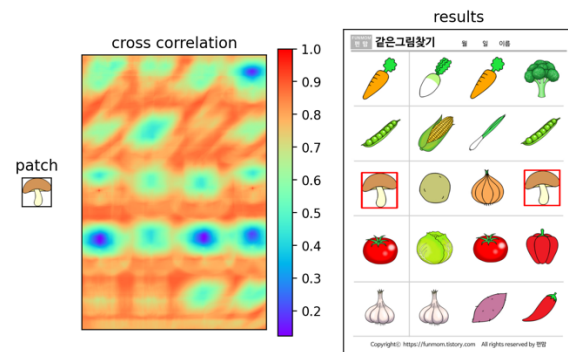 results
cross correlation
patch
1.0
0.9
0.8
0.7
0.6
0.5
0.4
0.3
0.2
같은그림찾기 월 일 이름
Copyright© https://funmom.tistory.com All rights reserved by 펀맘